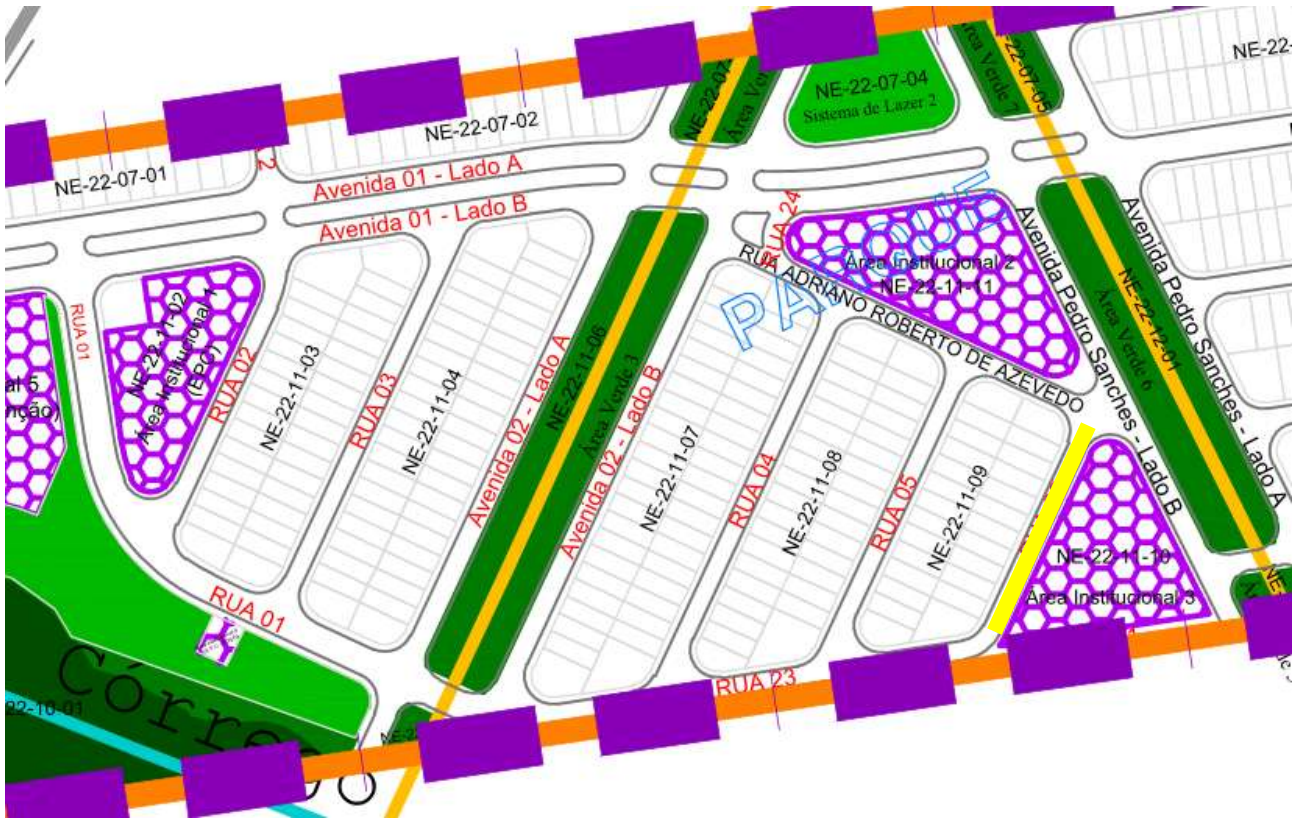 NE-22-07-01
NE-22-07-02
Avenida 01 - Lado A
Avenida 01 - Lado B
NE-22-07-04
Sistema de Lazer 2
NE-22-07-05
Área Verde 7
RUA 24
PARQUE
Área Institucional 2
NE-22-11-11
RUA ADRIANO ROBERTO DE AZEVEDO
Avenida Pedro Sanches - Lado B
Avenida Pedro Sanches - Lado A
NE-22-12-01
Área Verde 6
RUA 01
NE-22-11-02
Área Institucional 1
(EPC)
RUA 02
NE-22-11-03
RUA 03
NE-22-11-04
Avenida 02 - Lado A
NE-22-11-06
Área Verde 3
Avenida 02 - Lado B
NE-22-11-07
RUA 04
NE-22-11-08
RUA 05
NE-22-11-09
NE-22-11-10
Área Institucional 3
RUA 01
RUA 23